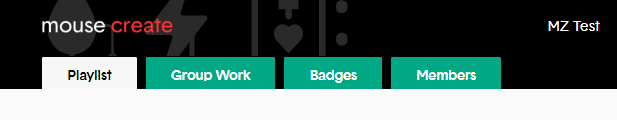 mouse create
MZ Test
Playlist
Group Work
Badges
Members